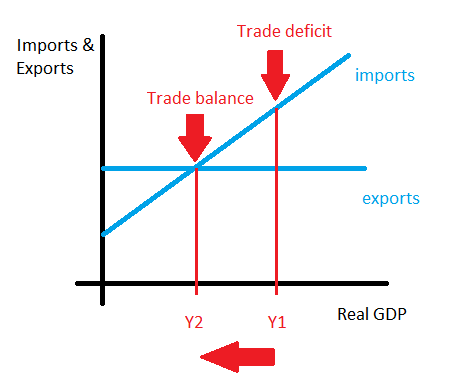 Trade deficit
Imports &
Exports
imports
Trade balance
exports
Real GDP
Y2
Y1